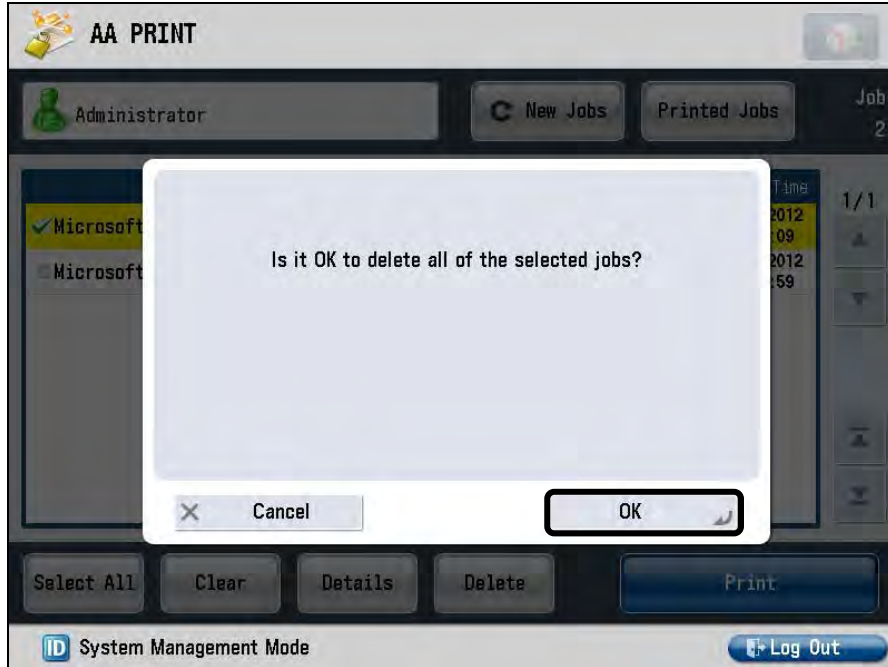 AA PRINT
Administrator
New Jobs
Printed Jobs
Job
2
Time
1/1
Microsoft
2012
:09
Microsoft
2012
:59
Is it OK to delete all of the selected jobs?
Cancel
OK
Select All
Clear
Details
Delete
Print
ID System Management Mode
Log Out